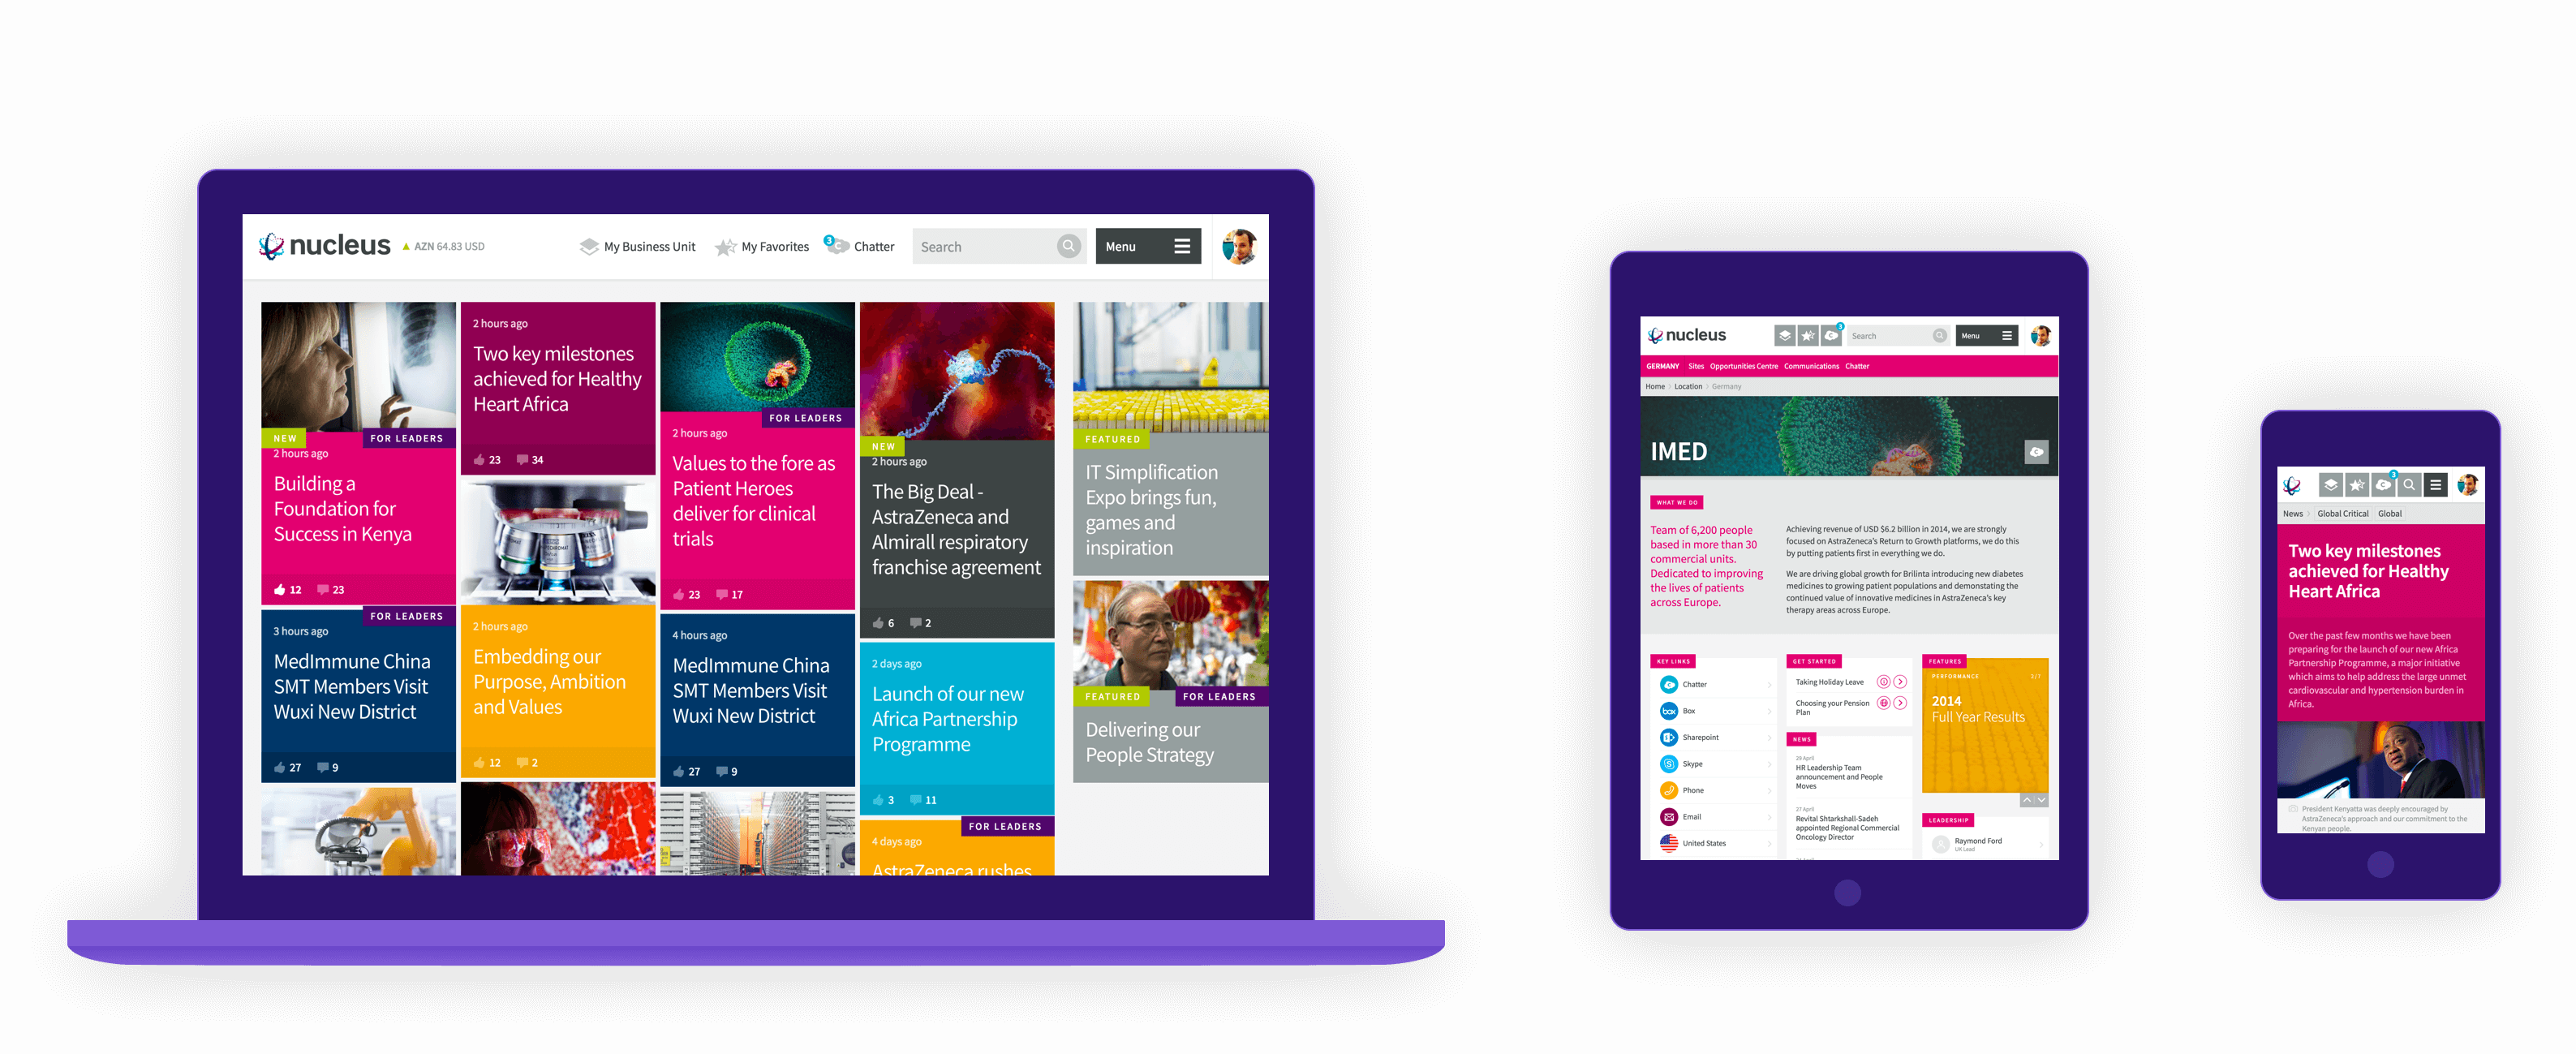 nucleus
AZN 64.83 USD
My Business Unit
My Favorites
3
Chatter
Search
Menu
NEW
FOR LEADERS
2 hours ago
Building a
Foundation for
Success in Kenya
12
23
FOR LEADERS
3 hours ago
MedImmune China
SMT Members Visit
Wuxi New District
27
9
2 hours ago
Two key milestones
achieved for Healthy
Heart Africa
23
34
2 hours ago
Embedding our
Purpose, Ambition
and Values
12
2
FOR LEADERS
2 hours ago
Values to the fore as
Patient Heroes
deliver for clinical
trials
23
17
4 hours ago
MedImmune China
SMT Members Visit
Wuxi New District
27
9
NEW
2 hours ago
The Big Deal -
AstraZeneca and
Almirall respiratory
franchise agreement
6
2
2 days ago
Launch of our new
Africa Partnership
Programme
3
11
FOR LEADERS
4 days ago
AstraZeneca rushes
FEATURED
IT Simplification
Expo brings fun,
games and
inspiration
FEATURED
FOR LEADERS
Delivering our
People Strategy
nucleus
3
Search
Menu
GERMANY Sites Opportunities Centre Communications Chatter
Home Location Germany
IMED
WHAT WE DO
Team of 6,200 people
based in more than 30
commercial units.
Dedicated to improving
the lives of patients
across Europe.
Achieving revenue of USD $6.2 billion in 2014, we are strongly
focused on AstraZeneca's Return to Growth platforms, we do this
by putting patients first in everything we do.
We are driving global growth for Brilinta introducing new diabetes
medicines to growing patient populations and demonstating the
continued value of innovative medicines in AstraZeneca's key
therapy areas across Europe.
KEY LINKS
Chatter
box
Box
Sharepoint
Skype
Phone
Email
United States
GET STARTED
Taking Holiday Leave
Choosing your Pension
Plan
NEWS
29 April
HR Leadership Team
announcement and People
Moves
27 April
Revital Shtarkshall-Sadeh
appointed Regional Commercial
Oncology Director
FEATURES
PERFORMANCE
2014
Full Year Results
LEADERSHIP
Raymond Ford
UK Lead
3
News Global Critical Global
Two key milestones
achieved for Healthy
Heart Africa
Over the past few months we have been
preparing for the launch of our new Africa
Partnership Programme, a major initiative
which aims to help address the large unmet
cardiovascular and hypertension burden in
Africa.
President Kenyatta was deeply encouraged by
AstraZeneca's approach and our commitment to the
Kenyan people.